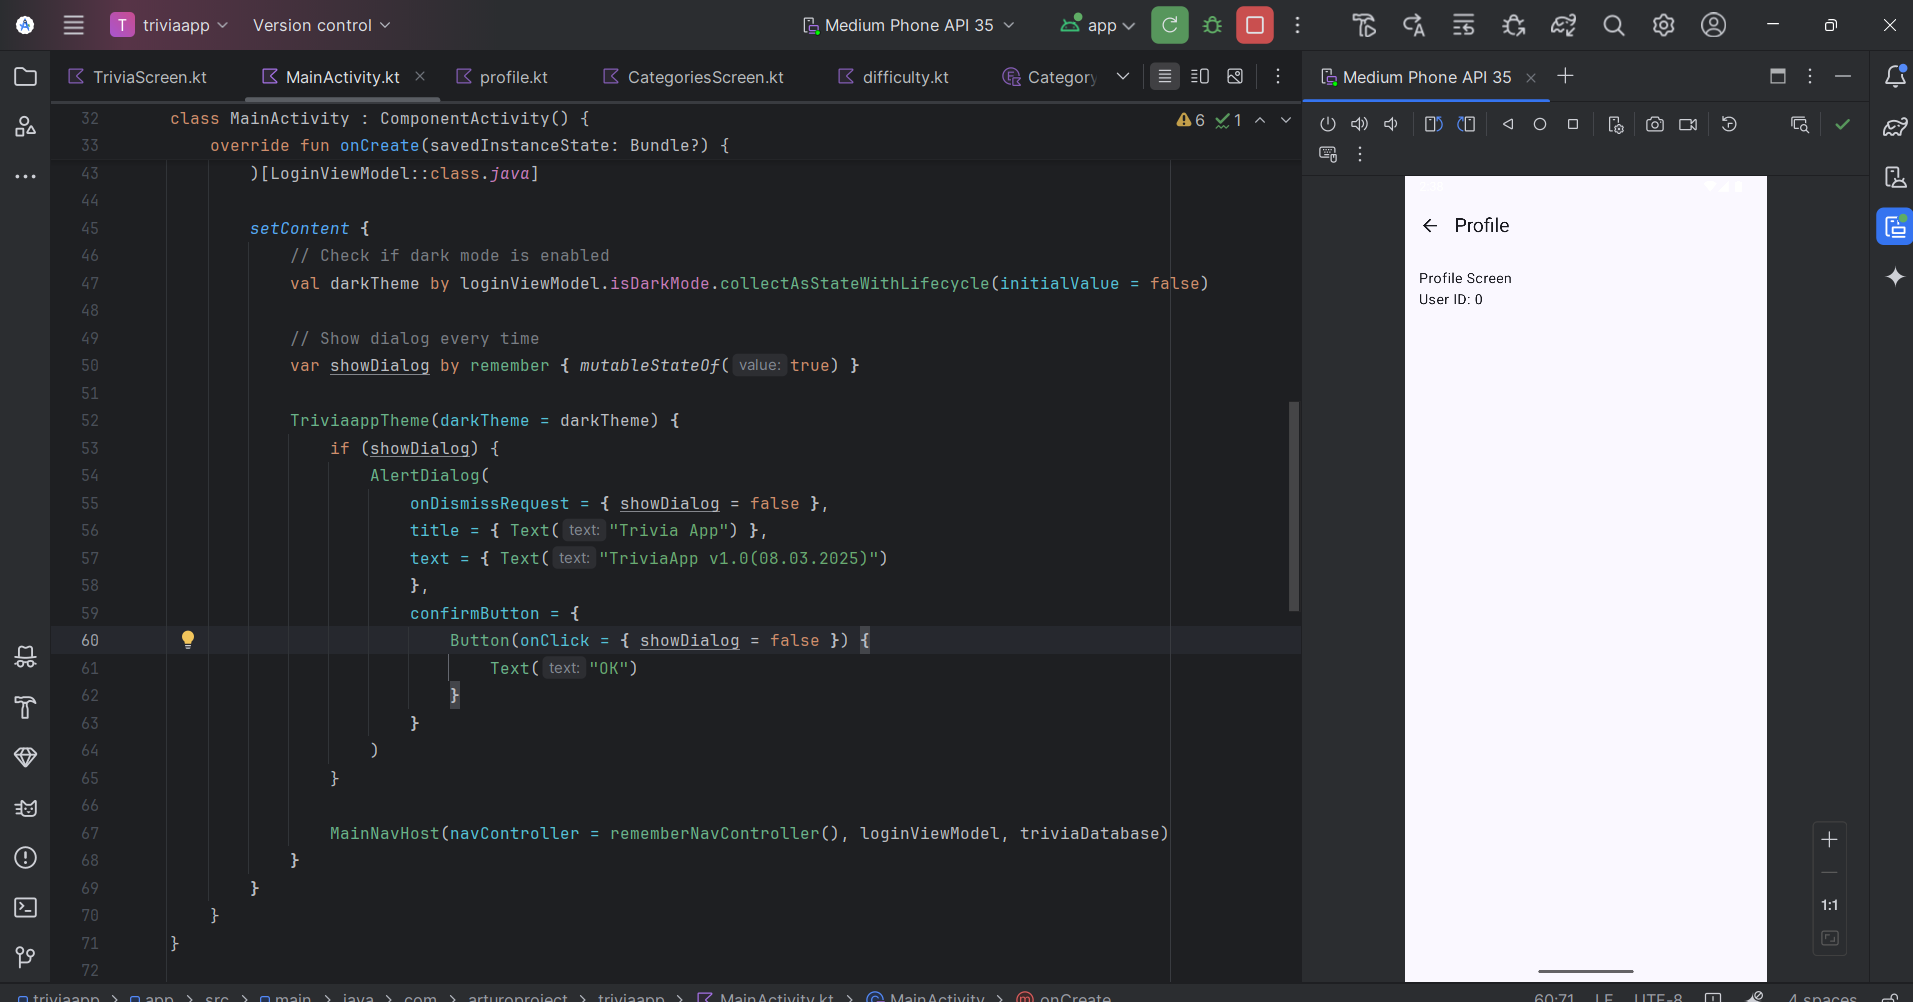 T triviaapp Version control Medium Phone API 35 app
TriviaScreen.kt MainActivity.kt profile.kt CategoriesScreen.kt difficulty.kt Category
Medium Phone API 35
32 class MainActivity : ComponentActivity() { 6 1
33 override fun onCreate(savedInstanceState: Bundle?) {
43 )[LoginViewModel::class.java]
44
45 setContent {
46 // Check if dark mode is enabled
47 val darkTheme by loginViewModel.isDarkMode.collectAsStateWithLifecycle(initialValue = false)
48
49 // Show dialog every time
50 var showDialog by remember { mutableStateOf( value: true) }
51
52 TriviaappTheme(darkTheme = darkTheme) {
53 if (showDialog) {
54 AlertDialog(
55 onDismissRequest = { showDialog = false },
56 title = { Text( text: "Trivia App") },
57 text = { Text( text: "TriviaApp v1.0(08.03.2025)")
58 },
59 confirmButton = {
60 Button(onClick = { showDialog = false }) {
61 Text( text: "OK")
62 }
63 }
64 )
65 }
66
67 MainNavHost(navController = rememberNavController(), loginViewModel, triviaDatabase)
68 }
69 }
70 }
71 }
72
Profile
Profile Screen
User ID: 0
1:1
triviaapp > app > src > main > java > com > arturoproject > triviaapp > MainActivity.kt > MainActivity > onCreate
60:71 LF UTF-8 4 spaces